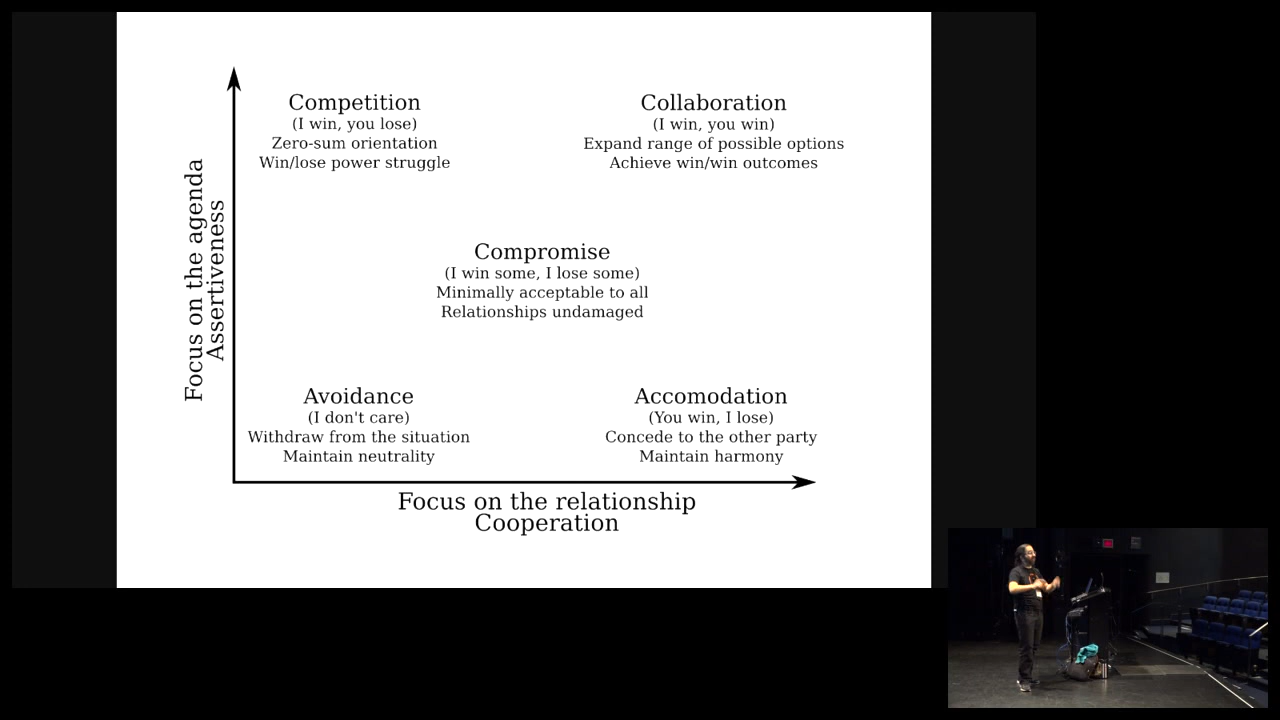 Competition
(I win, you lose)
Zero-sum orientation
Win/lose power struggle
Collaboration
(I win, you win)
Expand range of possible options
Achieve win/win outcomes
Focus on the agenda
Assertiveness
Compromise
(I win some, I lose some)
Minimally acceptable to all
Relationships undamaged
Avoidance
(I don't care)
Withdraw from the situation
Maintain neutrality
Accomodation
(You win, I lose)
Concede to the other party
Maintain harmony
Focus on the relationship
Cooperation